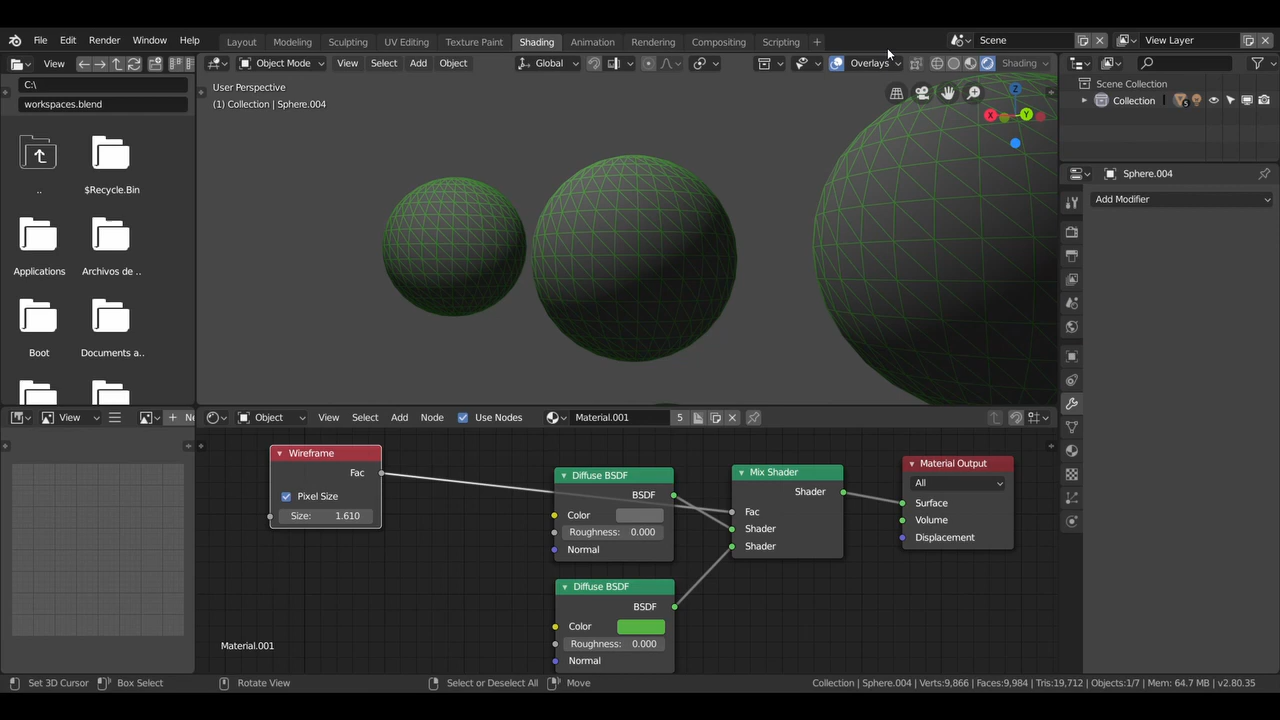 File Edit Render Window Help Layout Modeling Sculpting UV Editing Texture Paint Shading Animation Rendering Compositing Scripting + Scene View Layer
View Object Mode View Select Add Object Global Overlays Shading
C:\
workspaces.blend
User Perspective
(1) Collection | Sphere.004
X Y Z
Scene Collection
Collection 5
..
$Recycle.Bin
Applications
Archivos de ..
Boot
Documents a..
Sphere.004
Add Modifier
View + Ne
Object View Select Add Node Use Nodes Material.001 5
Wireframe
Fac
Pixel Size
Size: 1.610
Diffuse BSDF
BSDF
Color
Roughness: 0.000
Normal
Diffuse BSDF
BSDF
Color
Roughness: 0.000
Normal
Mix Shader
Shader
Fac
Shader
Shader
Material Output
All
Surface
Volume
Displacement
Material.001
Set 3D Cursor Box Select Rotate View Select or Deselect All Move Collection | Sphere.004 | Verts:9,866 | Faces:9,984 | Tris:19,712 | Objects:1/7 | Mem: 64.7 MB | v2.80.35